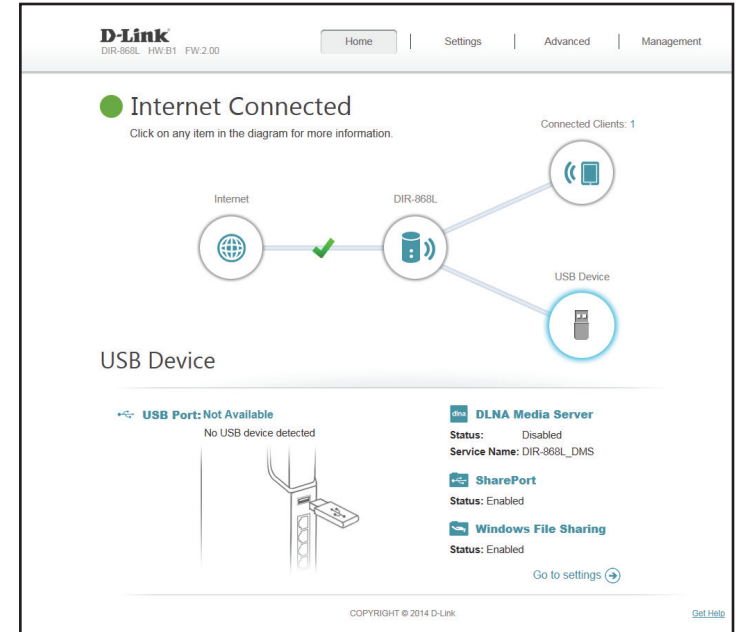 D-Link
DIR-868L HW:B1 FW:2.00
Home
Settings
Advanced
Management
Internet Connected
Click on any item in the diagram for more information.
Connected Clients: 1
Internet
DIR-868L
USB Device
USB Device
USB Port: Not Available
No USB device detected
dlna DLNA Media Server
Status: Disabled
Service Name: DIR-868L_DMS
SharePort
Status: Enabled
Windows File Sharing
Status: Enabled
Go to settings
COPYRIGHT © 2014 D-Link
Get Help